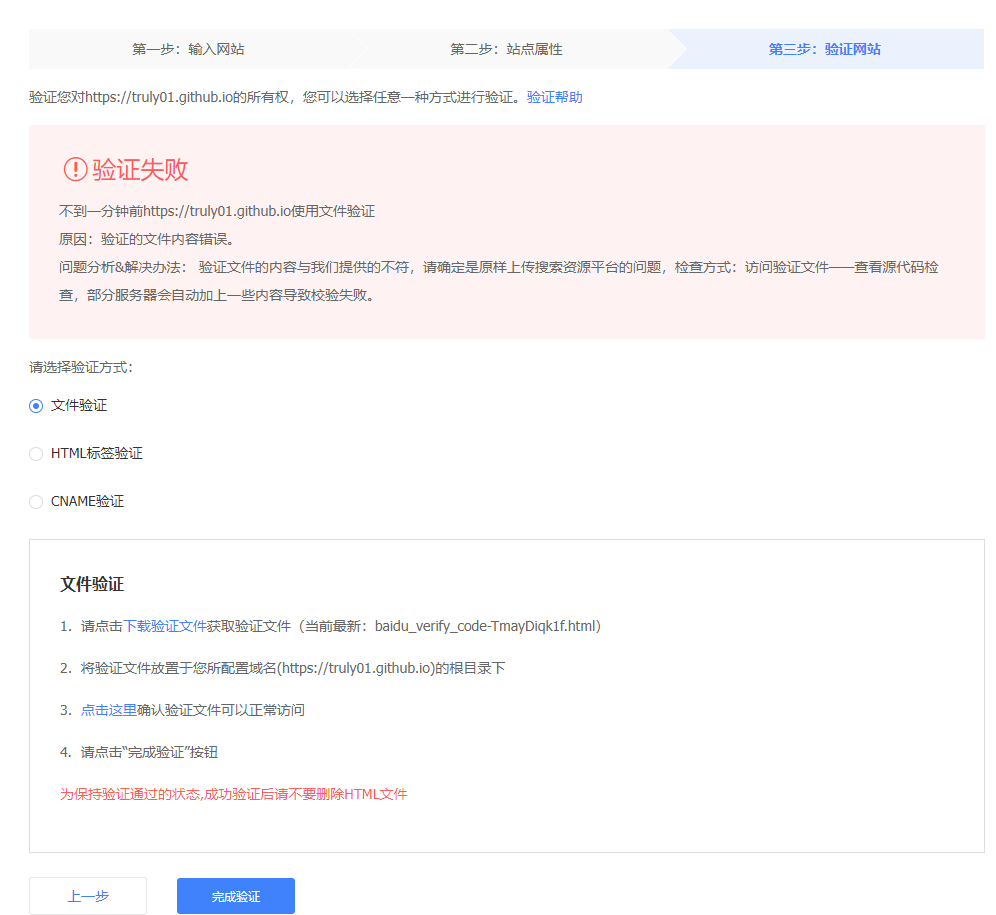 第一步：输入网站
第二步：站点属性
第三步：验证网站
验证您对https://truly01.github.io的所有权，您可以选择任意一种方式进行验证。验证帮助
验证失败
不到一分钟前https://truly01.github.io使用文件验证
原因：验证的文件内容错误。
问题分析&解决办法： 验证文件的内容与我们提供的不符，请确定是原样上传搜索资源平台的问题，检查方式：访问验证文件——查看源代码检
查，部分服务器会自动加上一些内容导致校验失败。
请选择验证方式：
文件验证
HTML标签验证
CNAME验证
文件验证
1. 请点击下载验证文件获取验证文件（当前最新：baidu_verify_code-TmayDiqk1f.html）
2. 将验证文件放置于您所配置域名(https://truly01.github.io)的根目录下
3. 点击这里确认验证文件可以正常访问
4. 请点击“完成验证”按钮
为保持验证通过的状态,成功验证后请不要删除HTML文件
上一步
完成验证